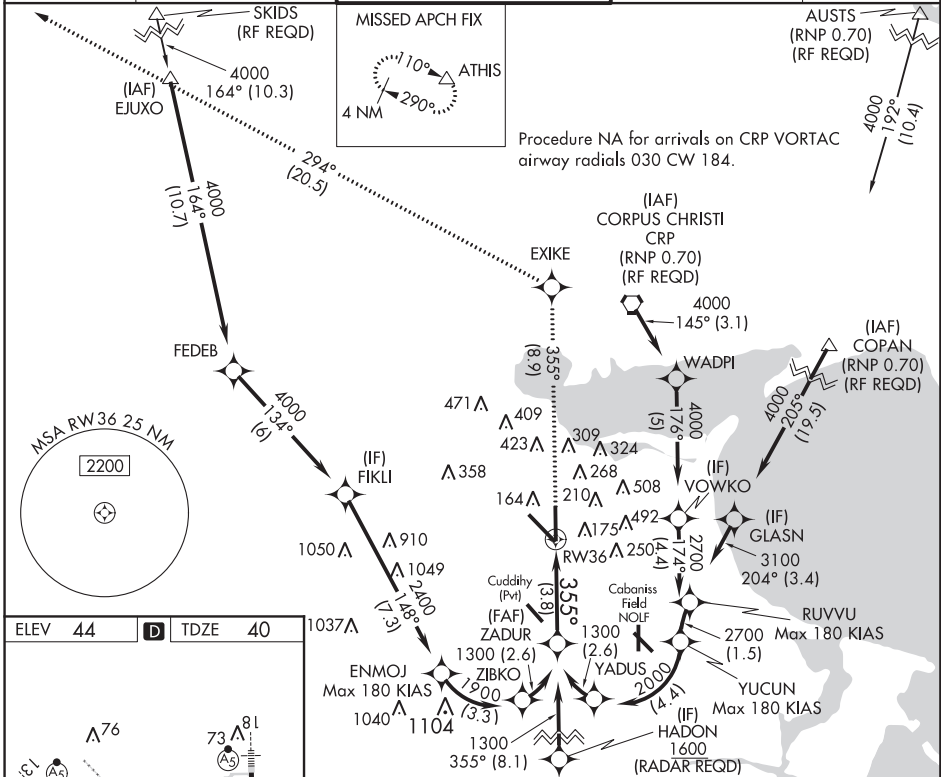 SKIDS
(RF REQD)
4000
164° (10.3)
(IAF)
EJUXO
MISSED APCH FIX
110°
ATHIS
290°
4 NM
AUSTS
(RNP 0.70)
(RF REQD)
4000
192°
(10.4)
Procedure NA for arrivals on CRP VORTAC
airway radials 030 CW 184.
294°
(20.5)
4000
164°
(10.7)
(IAF)
CORPUS CHRISTI
CRP
(RNP 0.70)
(RF REQD)
4000
145° (3.1)
EXIKE
355°
(8.9)
WADPI
(IAF)
COPAN
(RNP 0.70)
(RF REQD)
4000
205°
(19.5)
FEDEB
4000
134°
(6)
4000
176°
(5)
471
409
423
309
324
358
268
508
164
210
175
492
250
RW36
MSA RW36 25 NM
2200
(IF)
FIKLI
(IF)
VOWKO
(IF)
GLASN
3100
204° (3.4)
2700
174°
(4.4)
1050
910
1049
2400
148°
(7.3)
1037
Cuddihy
(Pvt)
355°
(3.8)
(FAF)
ZADUR
Cabaniss
Field
NOLF
RUVVU
Max 180 KIAS
2700
(1.5)
1300
(2.6)
1300 (2.6)
ZIBKO
YADUS
2000
(4.4)
YUCUN
Max 180 KIAS
ENMOJ
Max 180 KIAS
1900
(3.3)
1040
1104
1300
355° (8.1)
(IF)
HADON
1600
(RADAR REQD)
ELEV 44
D
TDZE 40
76
73
81
A5
A5